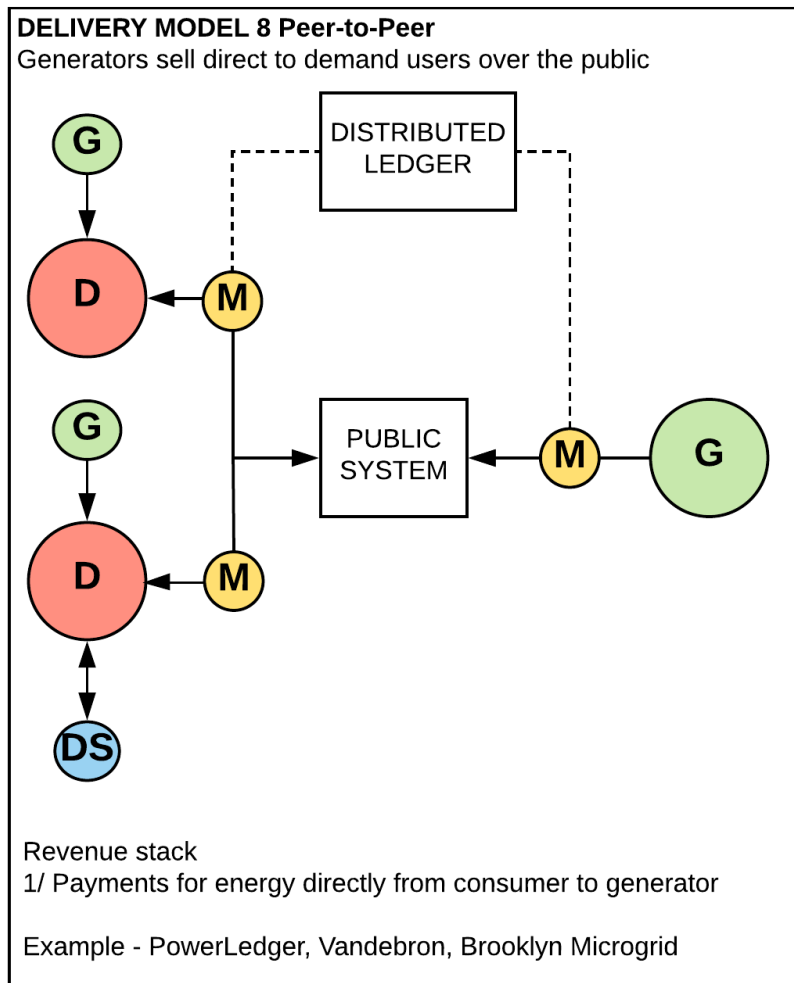 DELIVERY MODEL 8 Peer-to-Peer
Generators sell direct to demand users over the public
G
DISTRIBUTED
LEDGER
D
M
G
PUBLIC
SYSTEM
M
G
D
M
DS
Revenue stack
1/ Payments for energy directly from consumer to generator
Example - PowerLedger, Vandebron, Brooklyn Microgrid